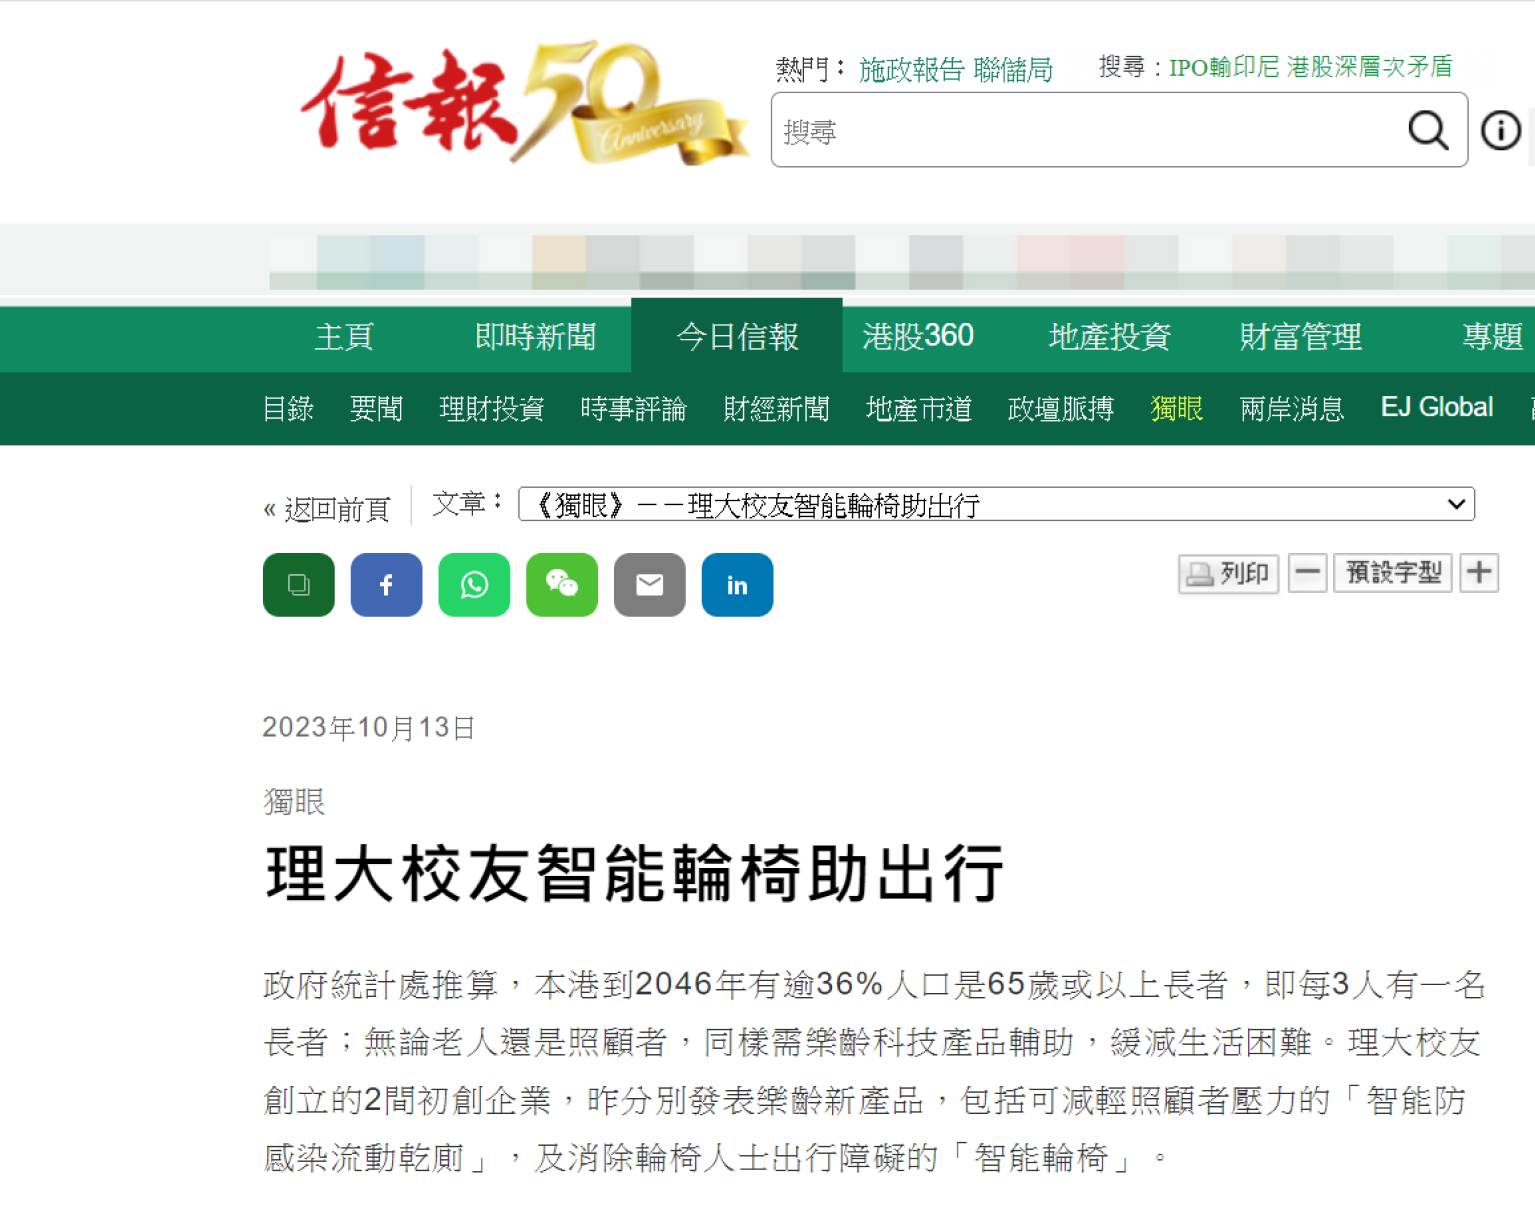 信報50
Anniversary
熱門： 施政報告 聯儲局 搜尋：IPO輸印尼 港股深層次矛盾
搜尋
主頁 即時新聞 今日信報 港股360 地產投資 財富管理 專題
目錄 要聞 理財投資 時事評論 財經新聞 地產市道 政壇脈搏 獨眼 兩岸消息 EJ Global
« 返回前頁 文章： 《獨眼》－－理大校友智能輪椅助出行
f in 列印 預設字型
2023年10月13日
獨眼
理大校友智能輪椅助出行
政府統計處推算，本港到2046年有逾36%人口是65歲或以上長者，即每3人有一名
長者；無論老人還是照顧者，同樣需樂齡科技產品輔助，緩減生活困難。理大校友
創立的2間初創企業，昨分別發表樂齡新產品，包括可減輕照顧者壓力的「智能防
感染流動乾廁」，及消除輪椅人士出行障礙的「智能輪椅」。